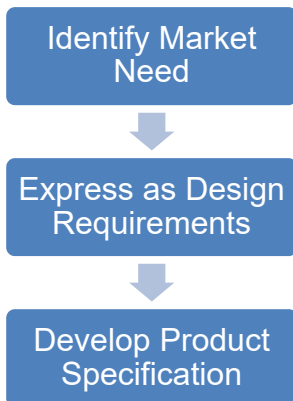 Identify Market
Need
Express as Design
Requirements
Develop Product
Specification